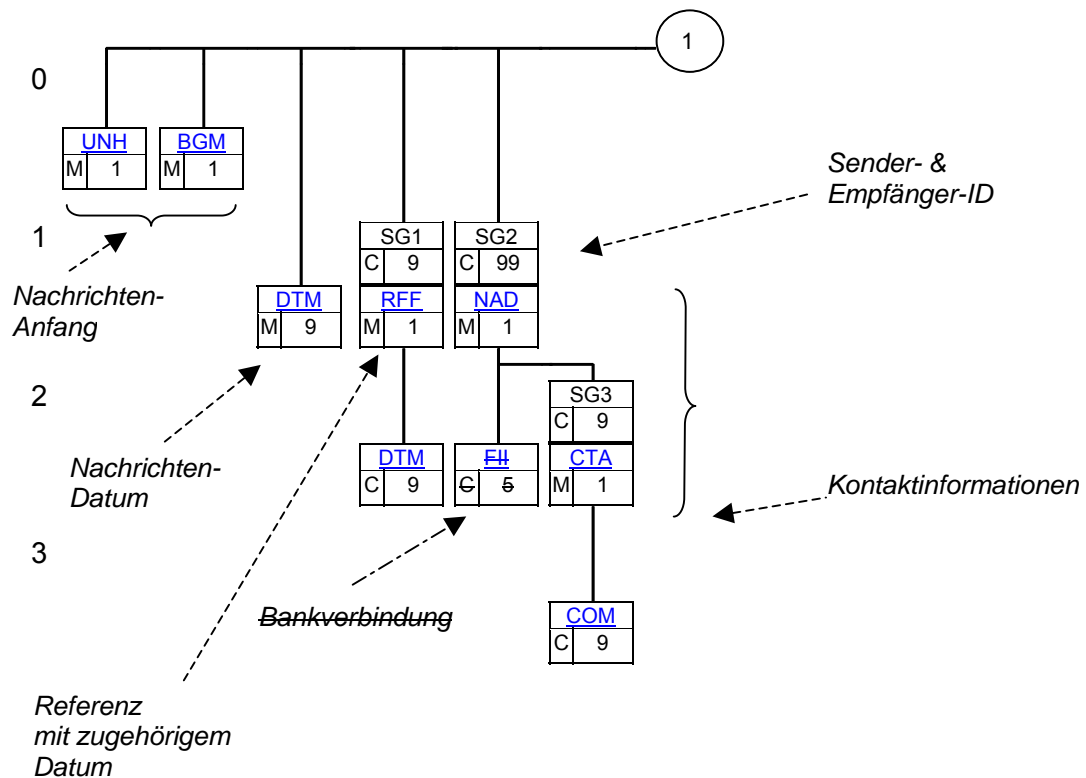 1
0
UNH BGM
M 1 M 1
Sender- &
Empfänger-ID
1
SG1 SG2
C 9 C 99
Nachrichten-
Anfang
DTM RFF NAD
M 9 M 1 M 1
2
SG3
C 9
Nachrichten-
Datum
DTM FII CTA
C 9 C 5 M 1
Kontaktinformationen
3
Bankverbindung
COM
C 9
Referenz
mit zugehörigem
Datum